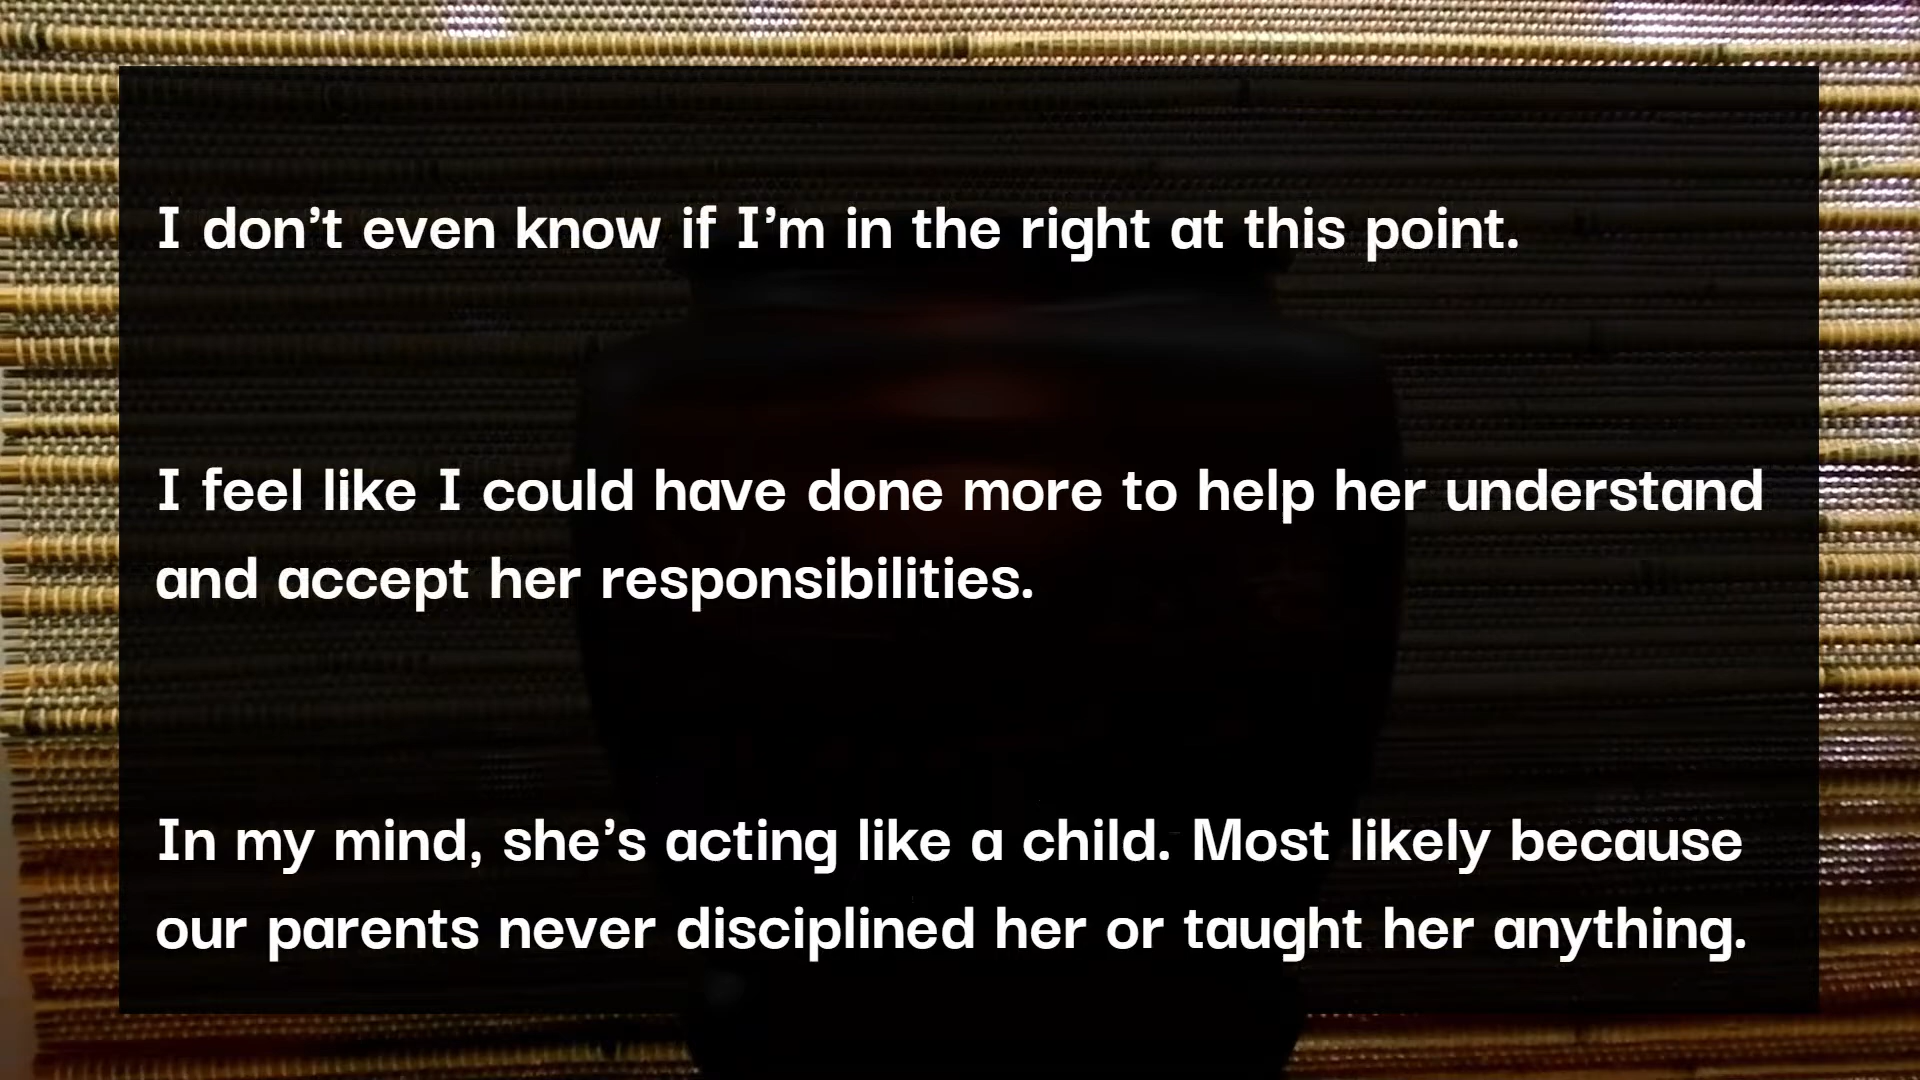 I don’t even know if I’m in the right at this point.
I feel like I could have done more to help her understand
and accept her responsibilities.
In my mind, she’s acting like a child. Most likely because
our parents never disciplined her or taught her anything.